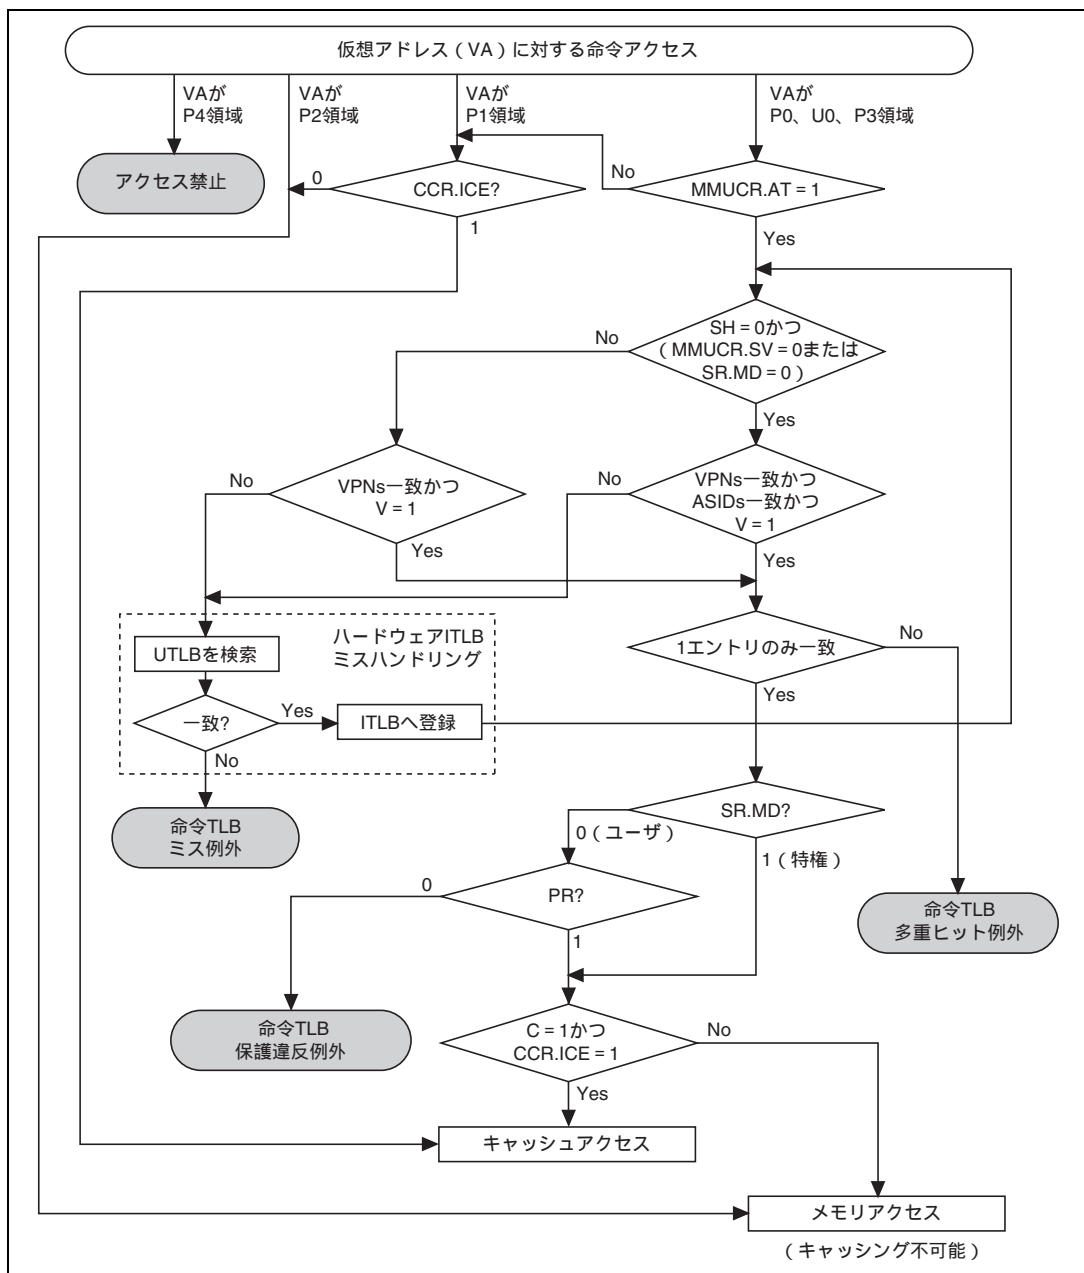 仮想アドレス(VA)に対する命令アクセス
VAが
P4領域
VAが
P2領域
VAが
P1領域
VAが
P0、U0、P3領域
アクセス禁止
0
CCR.ICE?
No
MMUCR.AT = 1
1
Yes
No
SH = 0かつ
(MMUCR.SV = 0または
SR.MD = 0)
Yes
No
VPNs一致かつ
V = 1
No
VPNs一致かつ
ASIDs一致かつ
V = 1
Yes
Yes
ハードウェアITLB
ミスハンドリング
UTLBを検索
1エントリのみ一致
No
一致?
Yes
ITLBへ登録
Yes
No
SR.MD?
命令TLB
ミス例外
0(ユーザ)
1(特権)
0
PR?
命令TLB
多重ヒット例外
1
命令TLB
保護違反例外
C = 1かつ
CCR.ICE = 1
No
Yes
キャッシュアクセス
メモリアクセス
(キャッシング不可能)